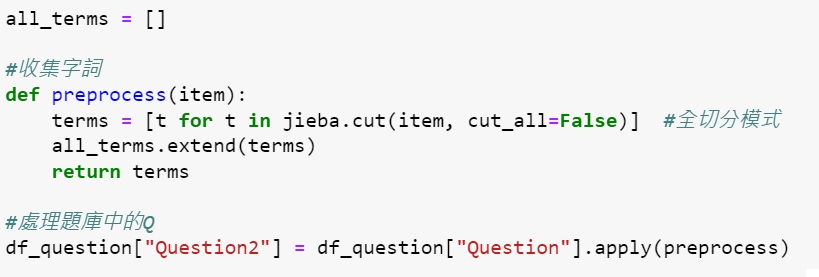 all_terms = []
#收集字詞
def preprocess(item):
    terms = [t for t in jieba.cut(item, cut_all=False)]  #全切分模式
    all_terms.extend(terms)
    return terms
#處理題庫中的Q
df_question["Question2"] = df_question["Question"].apply(preprocess)